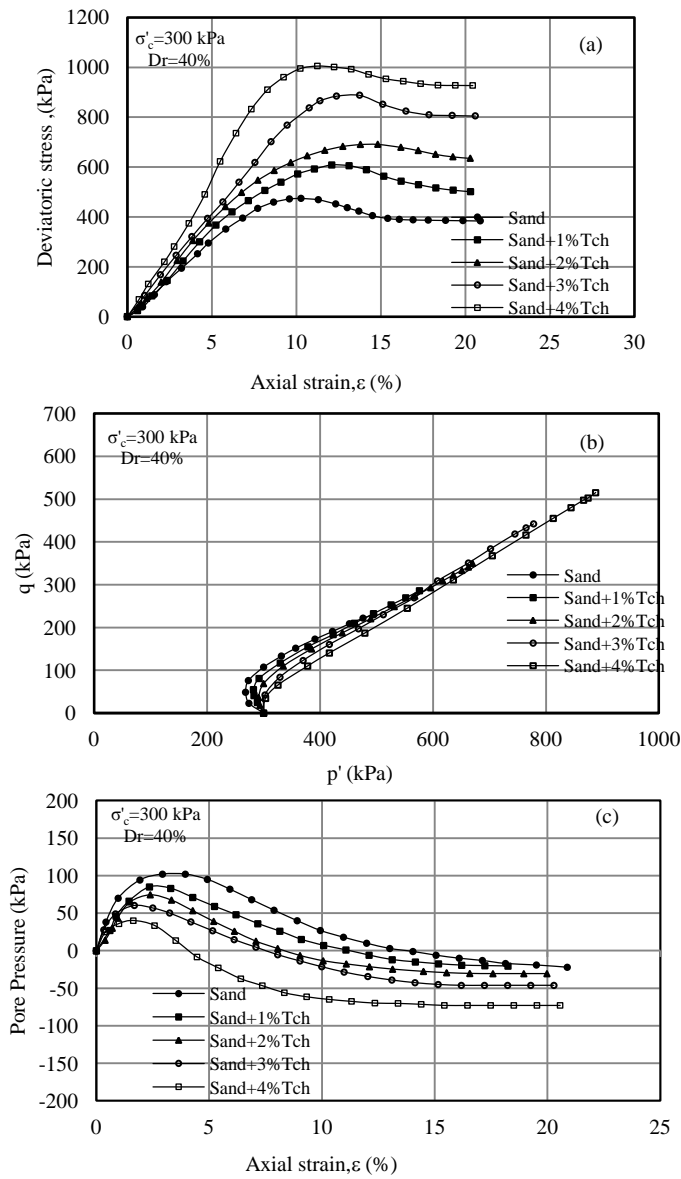 1200
1000
800
600
400
200
0
Deviatoric stress ,(kPa)
σ'c=300 kPa
Dr=40%
(a)
Sand
Sand+1%Tch
Sand+2%Tch
Sand+3%Tch
Sand+4%Tch
0 5 10 15 20 25 30
Axial strain,ε (%)
700
600
500
400
300
200
100
0
q (kPa)
σ'c=300 kPa
Dr=40%
(b)
Sand
Sand+1%Tch
Sand+2%Tch
Sand+3%Tch
Sand+4%Tch
0 200 400 600 800 1000
p' (kPa)
200
150
100
50
0
-50
-100
-150
-200
Pore Pressure (kPa)
σ'c=300 kPa
Dr=40%
(c)
Sand
Sand+1%Tch
Sand+2%Tch
Sand+3%Tch
Sand+4%Tch
0 5 10 15 20 25
Axial strain,ε (%)